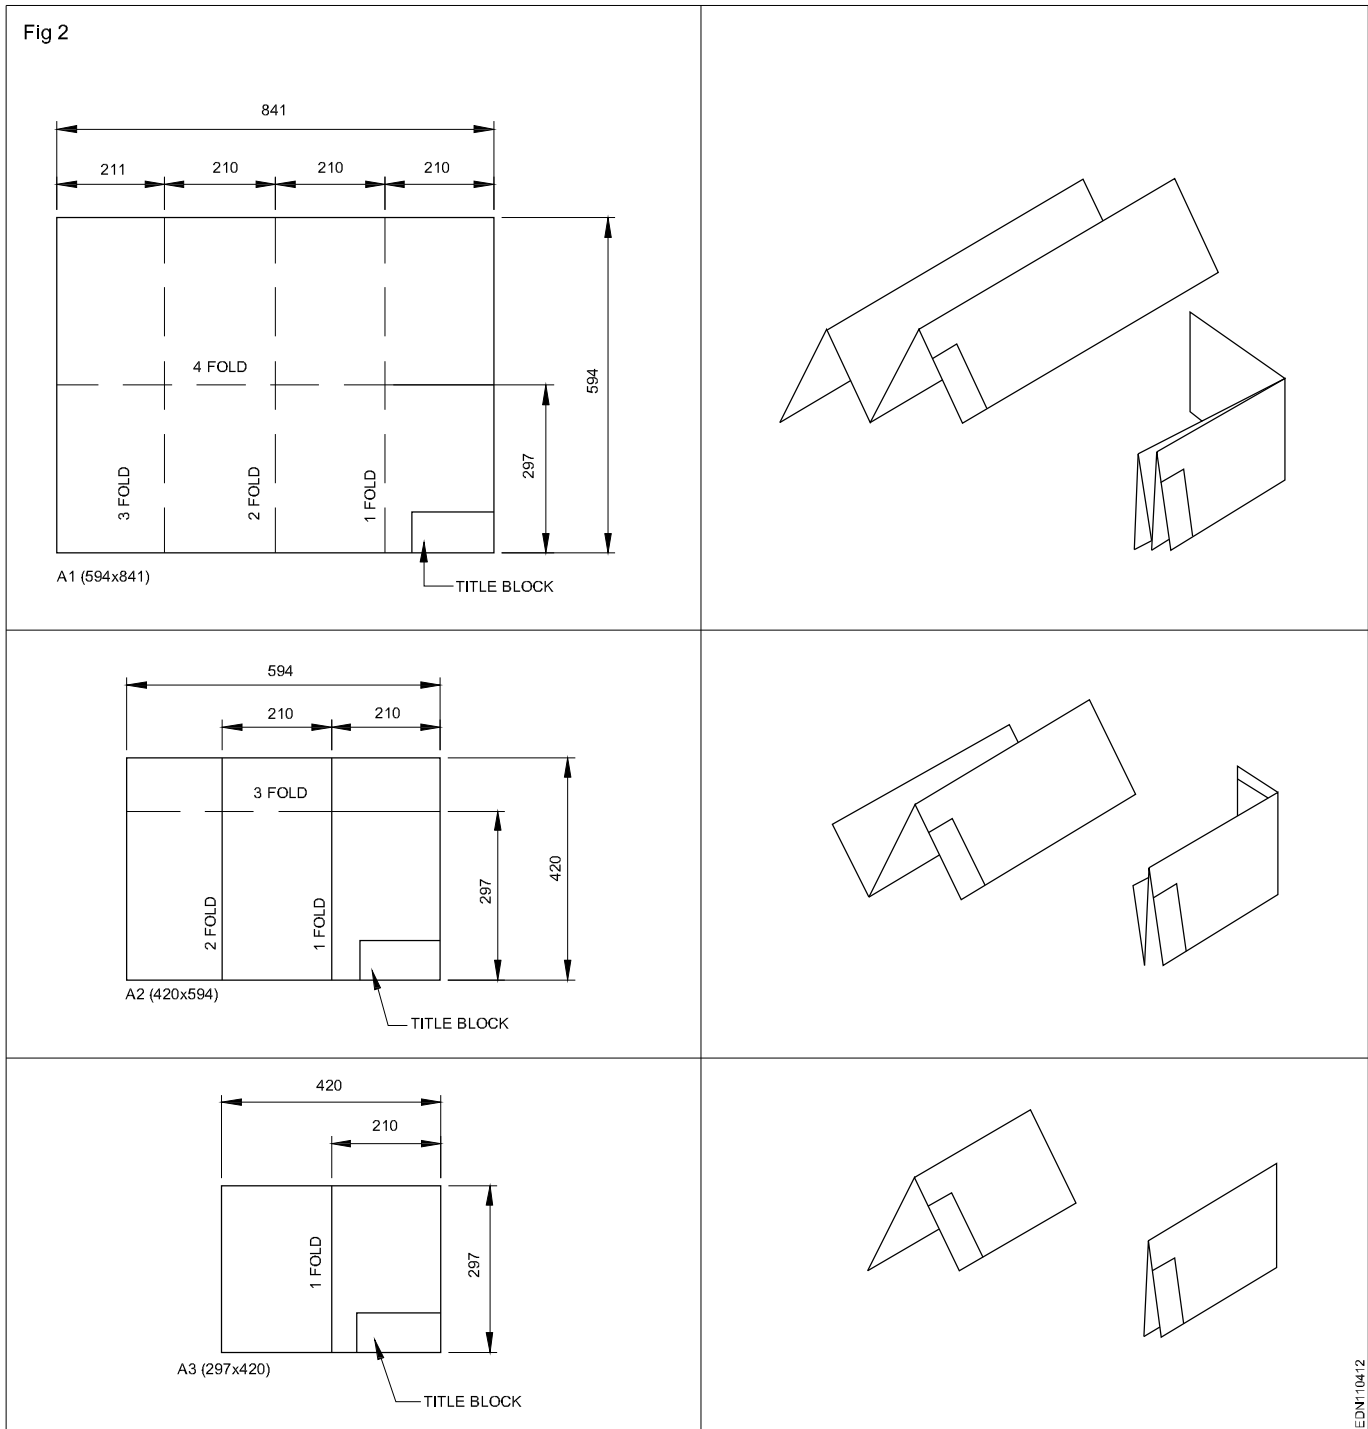 Fig 2
841
211
210
210
210
4 FOLD
594
297
3 FOLD
2 FOLD
1 FOLD
A1 (594x841)
TITLE BLOCK
594
210
210
3 FOLD
420
297
2 FOLD
1 FOLD
A2 (420x594)
TITLE BLOCK
420
210
1 FOLD
297
A3 (297x420)
TITLE BLOCK
EDN110412